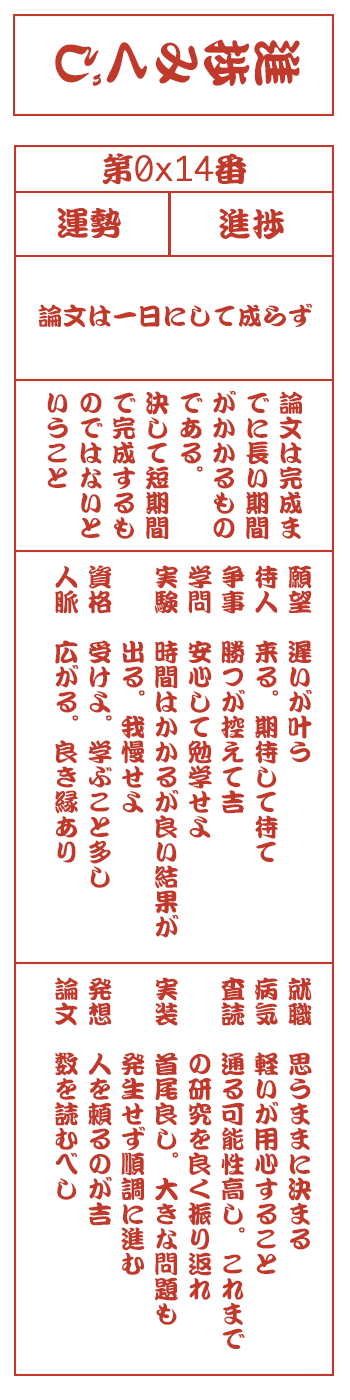 進捗みくじ
第0x14番
運勢
進捗
論文は一日にして成らず
論文は完成ま
でに長い期間
がかかるもの
である。
決して短期間
で完成するも
のではないと
いうこと
願望 遅いが叶う
待人 来る。期待して待て
争事 勝つが控えて吉
学問 安心して勉学せよ
実験 時間はかかるが良い結果が
出る。我慢せよ
資格 受けよ。学ぶこと多し
人脈 広がる。良き縁あり
就職 思うままに決まる
病気 軽いが用心すること
査読 通る可能性高し。これまで
の研究を良く振り返れ
実装 首尾良し。大きな問題も
発生せず順調に進む
発想 人を頼るのが吉
論文 数を読むべし